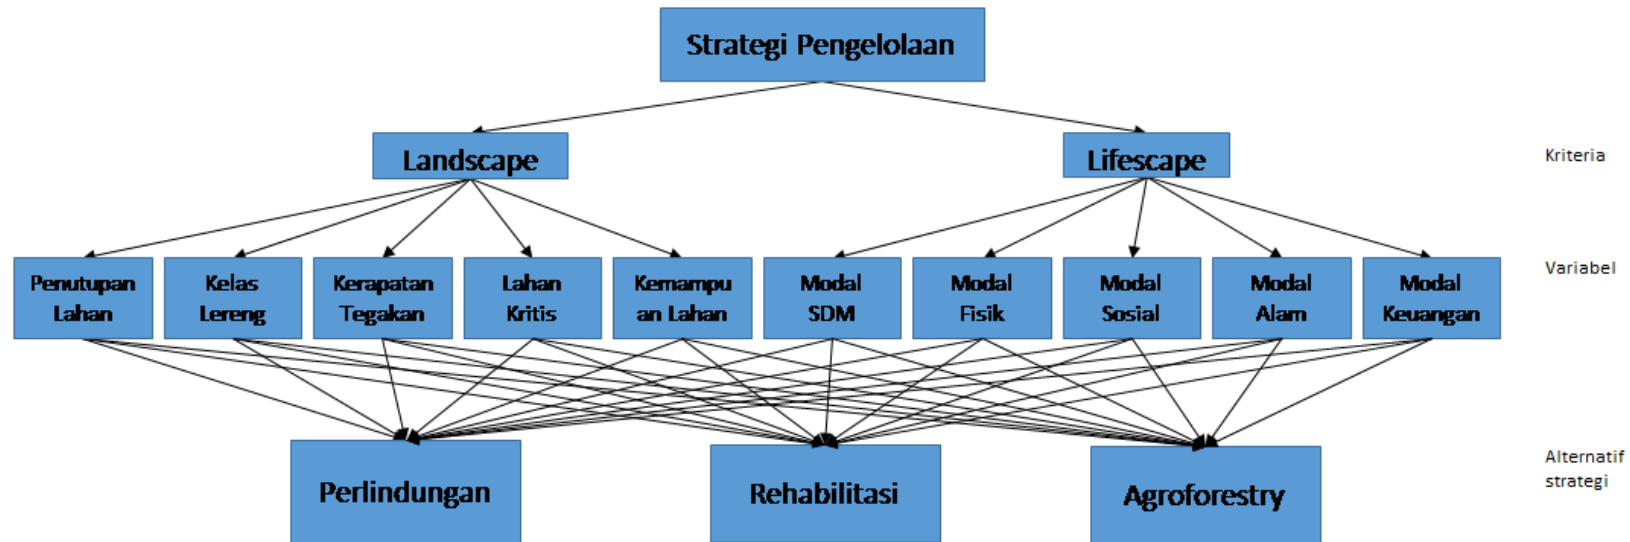 Strategi Pengelolaan
Landscape
Lifescape
Kriteria
Penutupan
Lahan
Kelas
Lereng
Kerapatan
Tegakan
Lahan
Kritis
Kemampu
an Lahan
Modal
SDM
Modal
Fisik
Modal
Sosial
Modal
Alam
Modal
Keuangan
Variabel
Perlindungan
Rehabilitasi
Agroforestry
Alternatif
strategi